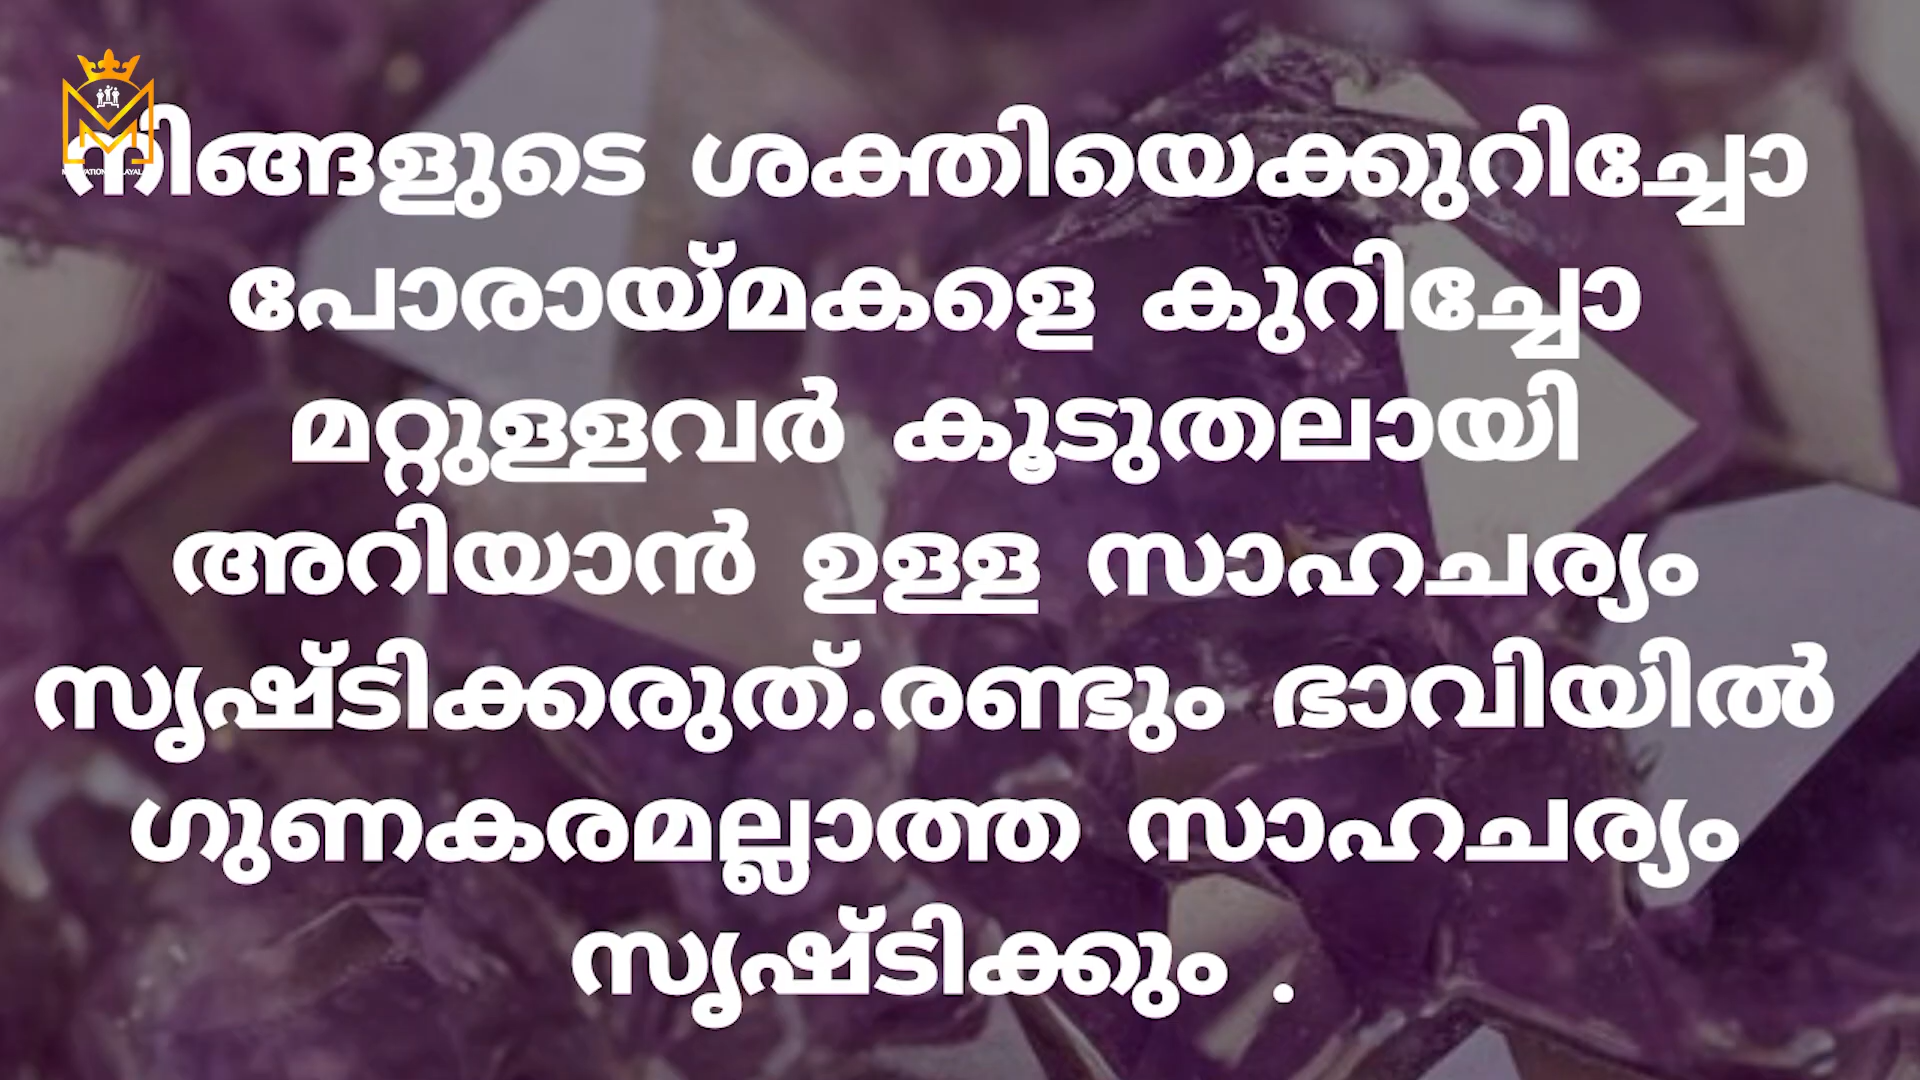 നിങ്ങളുടെ ശക്തിയെക്കുറിച്ചോ
പോരായ്മകളെ കുറിച്ചോ
മറ്റുള്ളവർ കൂടുതലായി
അറിയാൻ ഉള്ള സാഹചര്യം
സൃഷ്ടിക്കരുത്.രണ്ടും ഭാവിയിൽ
ഗുണകരമല്ലാത്ത സാഹചര്യം
സൃഷ്ടിക്കും .